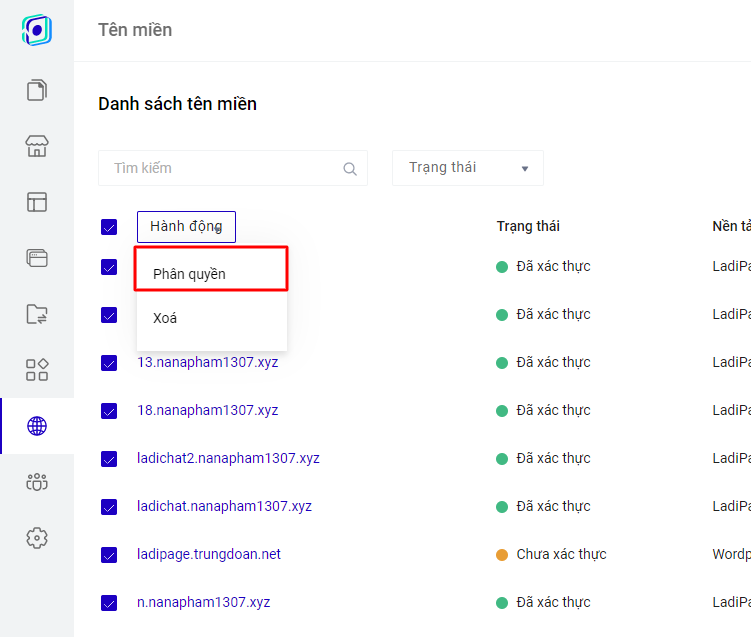 Tên miền
Danh sách tên miền
Tìm kiếm
Trạng thái
Hành động Trạng thái
Phân quyền Đã xác thực LadiPa
Xoá Đã xác thực LadiPa
13.nanapham1307.xyz Đã xác thực LadiPa
18.nanapham1307.xyz Đã xác thực LadiPa
ladichat2.nanapham1307.xyz Đã xác thực LadiPa
ladichat.nanapham1307.xyz Đã xác thực LadiPa
ladipage.trungdoan.net Chưa xác thực Wordp
n.nanapham1307.xyz Đã xác thực LadiPa